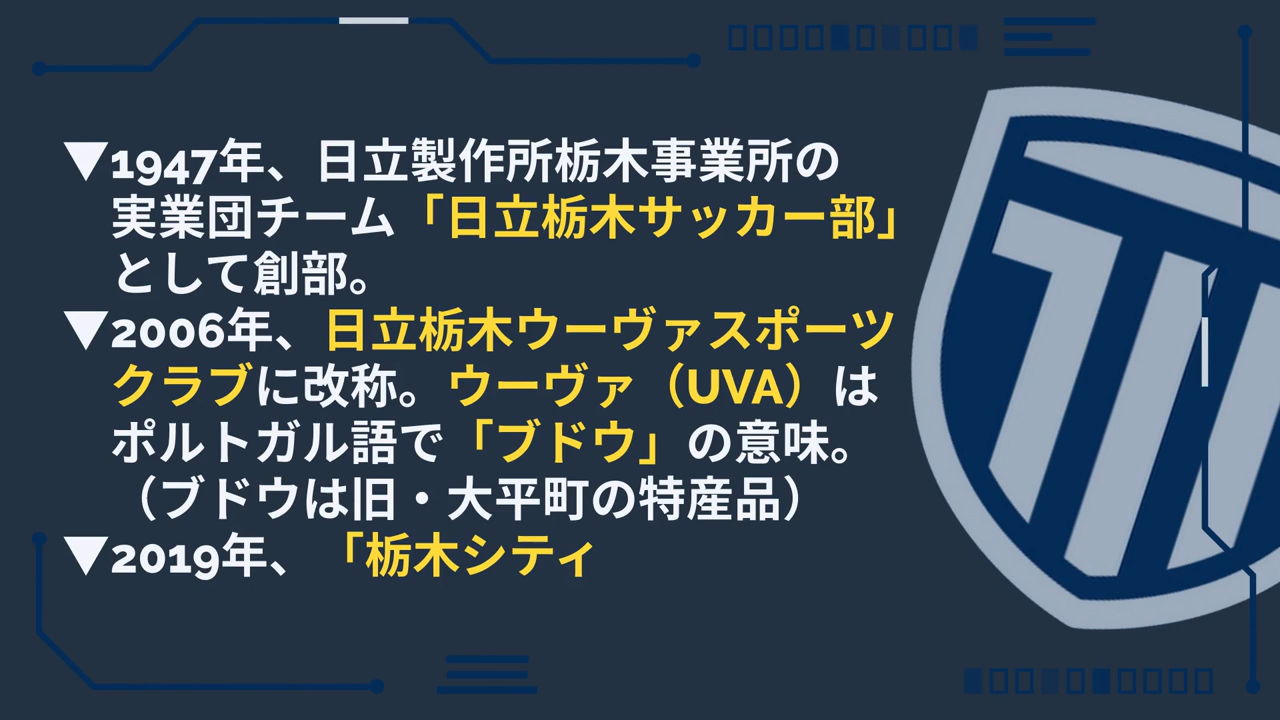 ▼1947年、日立製作所栃木事業所の
実業団チーム「日立栃木サッカー部」
として創部。
▼2006年、日立栃木ウーヴァスポーツ
クラブに改称。ウーヴァ（UVA）は
ポルトガル語で「ブドウ」の意味。
（ブドウは旧・大平町の特産品）
▼2019年、「栃木シティ